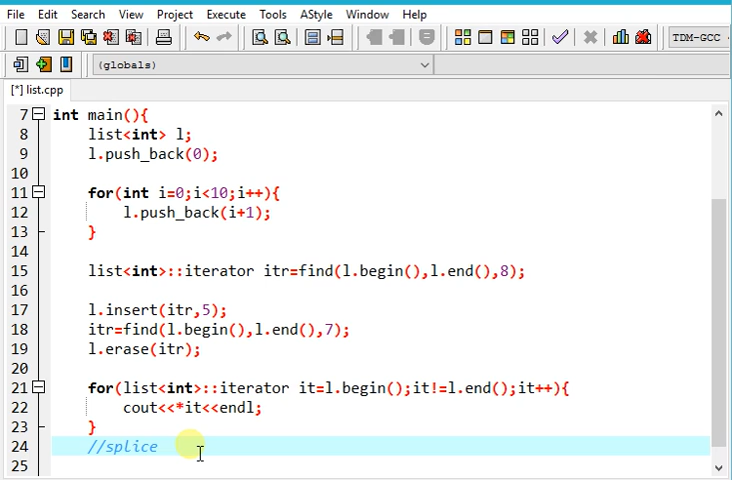 File Edit Search View Project Execute Tools AStyle Window Help
TDM-GCC
(globals)
[*] list.cpp
7 int main(){
8 list<int> l;
9 l.push_back(0);
10
11 for(int i=0;i<10;i++){
12 l.push_back(i+1);
13 }
14
15 list<int>::iterator itr=find(l.begin(),l.end(),8);
16
17 l.insert(itr,5);
18 itr=find(l.begin(),l.end(),7);
19 l.erase(itr);
20
21 for(list<int>::iterator it=l.begin();it!=l.end();it++){
22 cout<<*it<<endl;
23 }
24 //splice
25